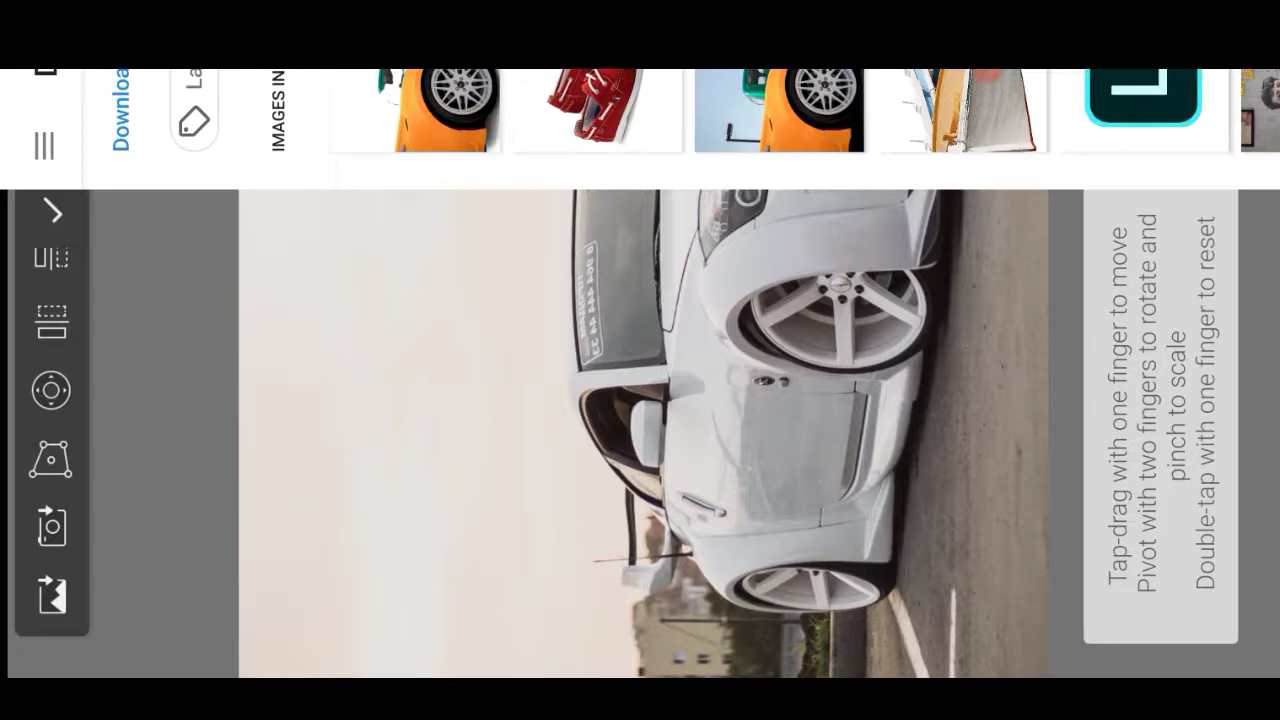 Downloa
La
IMAGES IN
Tap-drag with one finger to move
Pivot with two fingers to rotate and
pinch to scale
Double-tap with one finger to reset